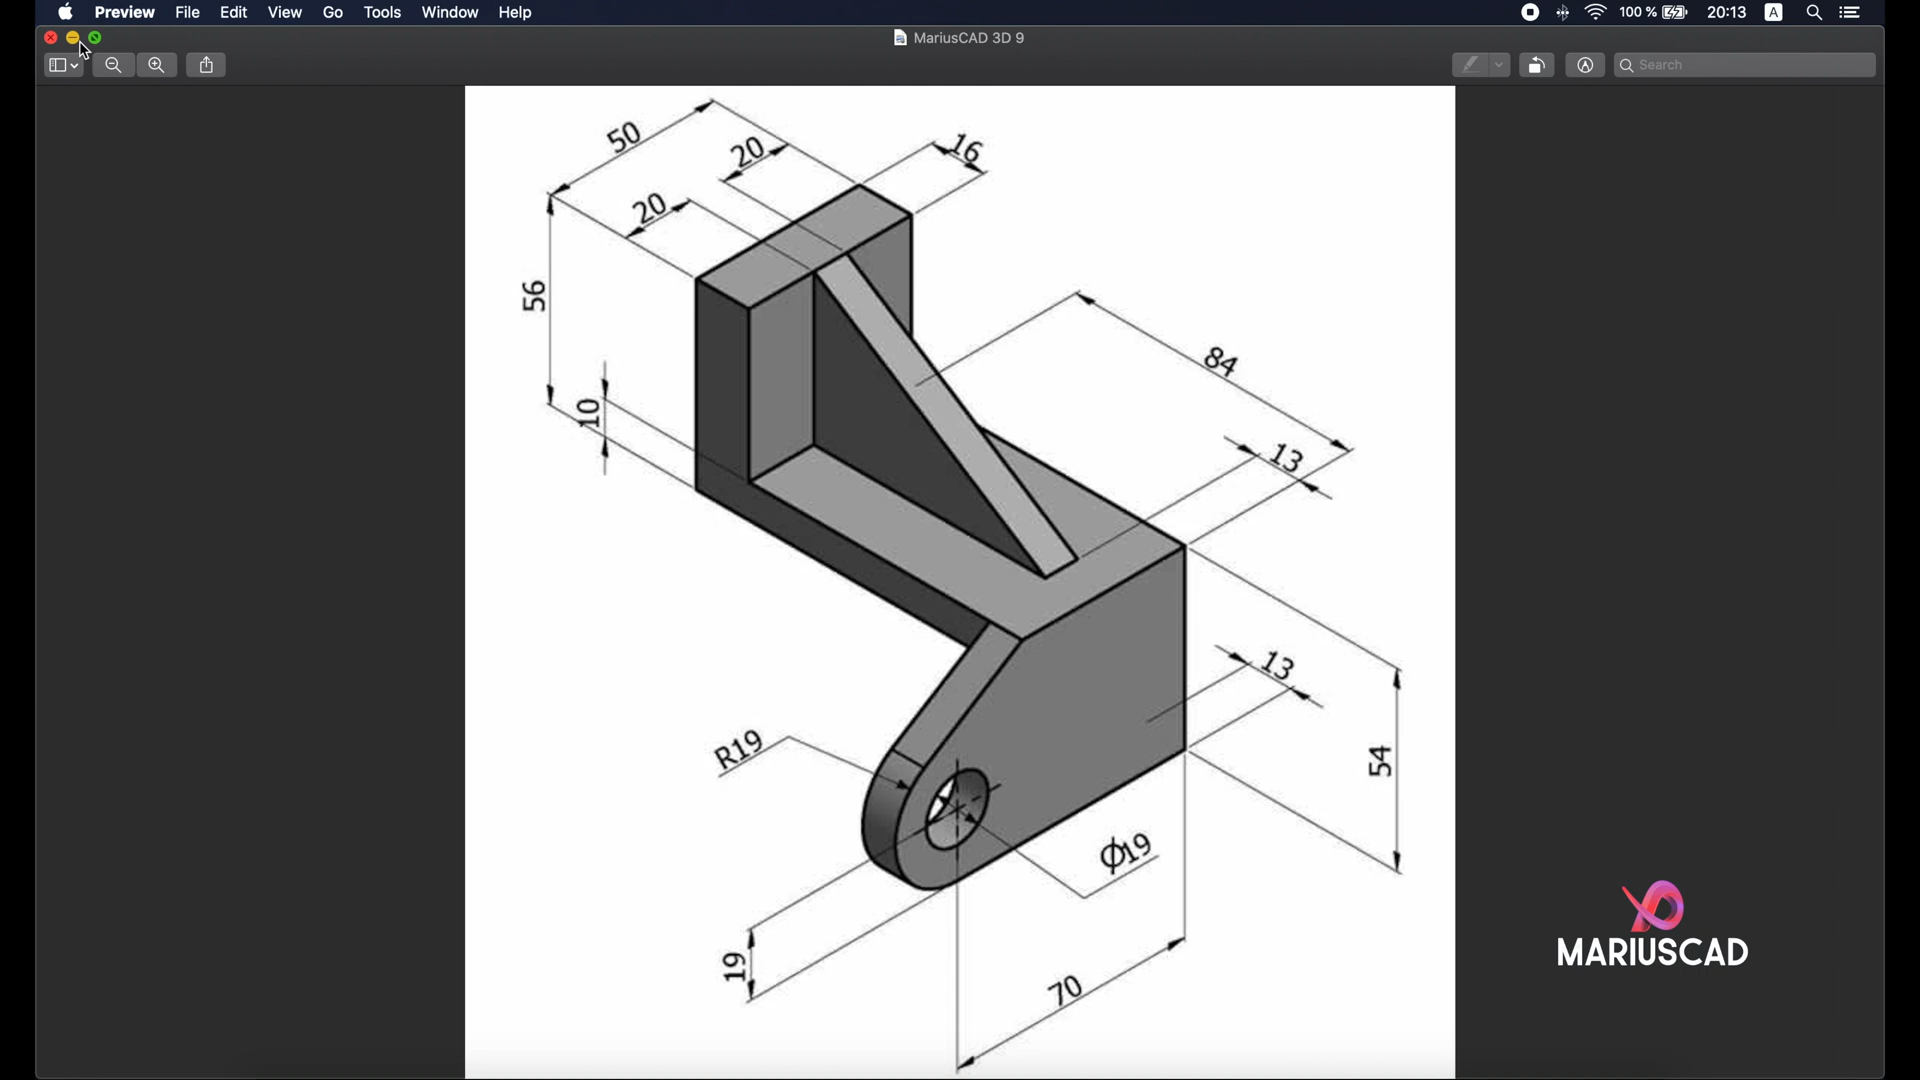 Preview File Edit View Go Tools Window Help 100 % 20:13 A
MariusCAD 3D 9
Search
50
20
16
20
56
10
84
13
13
R19
54
Φ19
19
70
MARIUSCAD